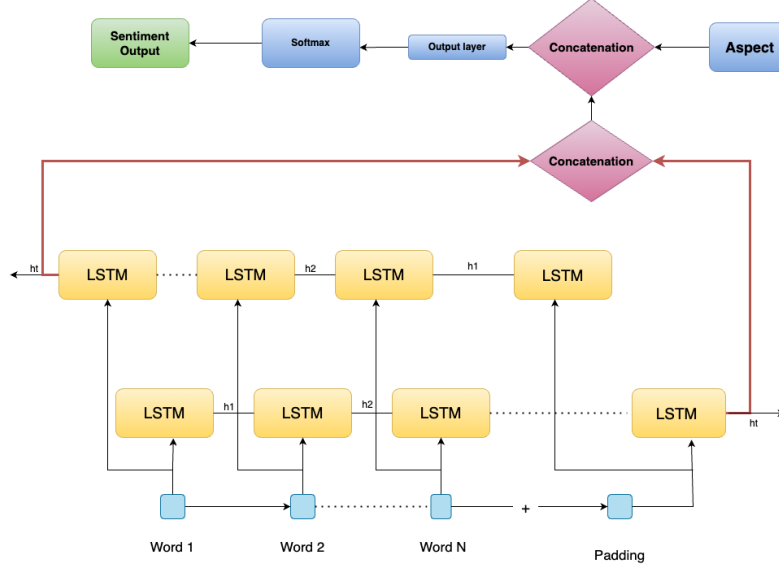 Sentiment
Output
Softmax
Output layer
Concatenation
Aspect
Concatenation
ht
LSTM
LSTM
h2
LSTM
h1
LSTM
LSTM
h1
LSTM
h2
LSTM
LSTM
ht
+
Word 1
Word 2
Word N
Padding